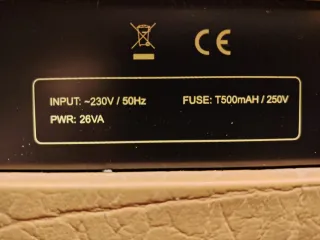 CE
INPUT: ~230V / 50Hz FUSE: T500mAH / 250V
PWR: 26VA